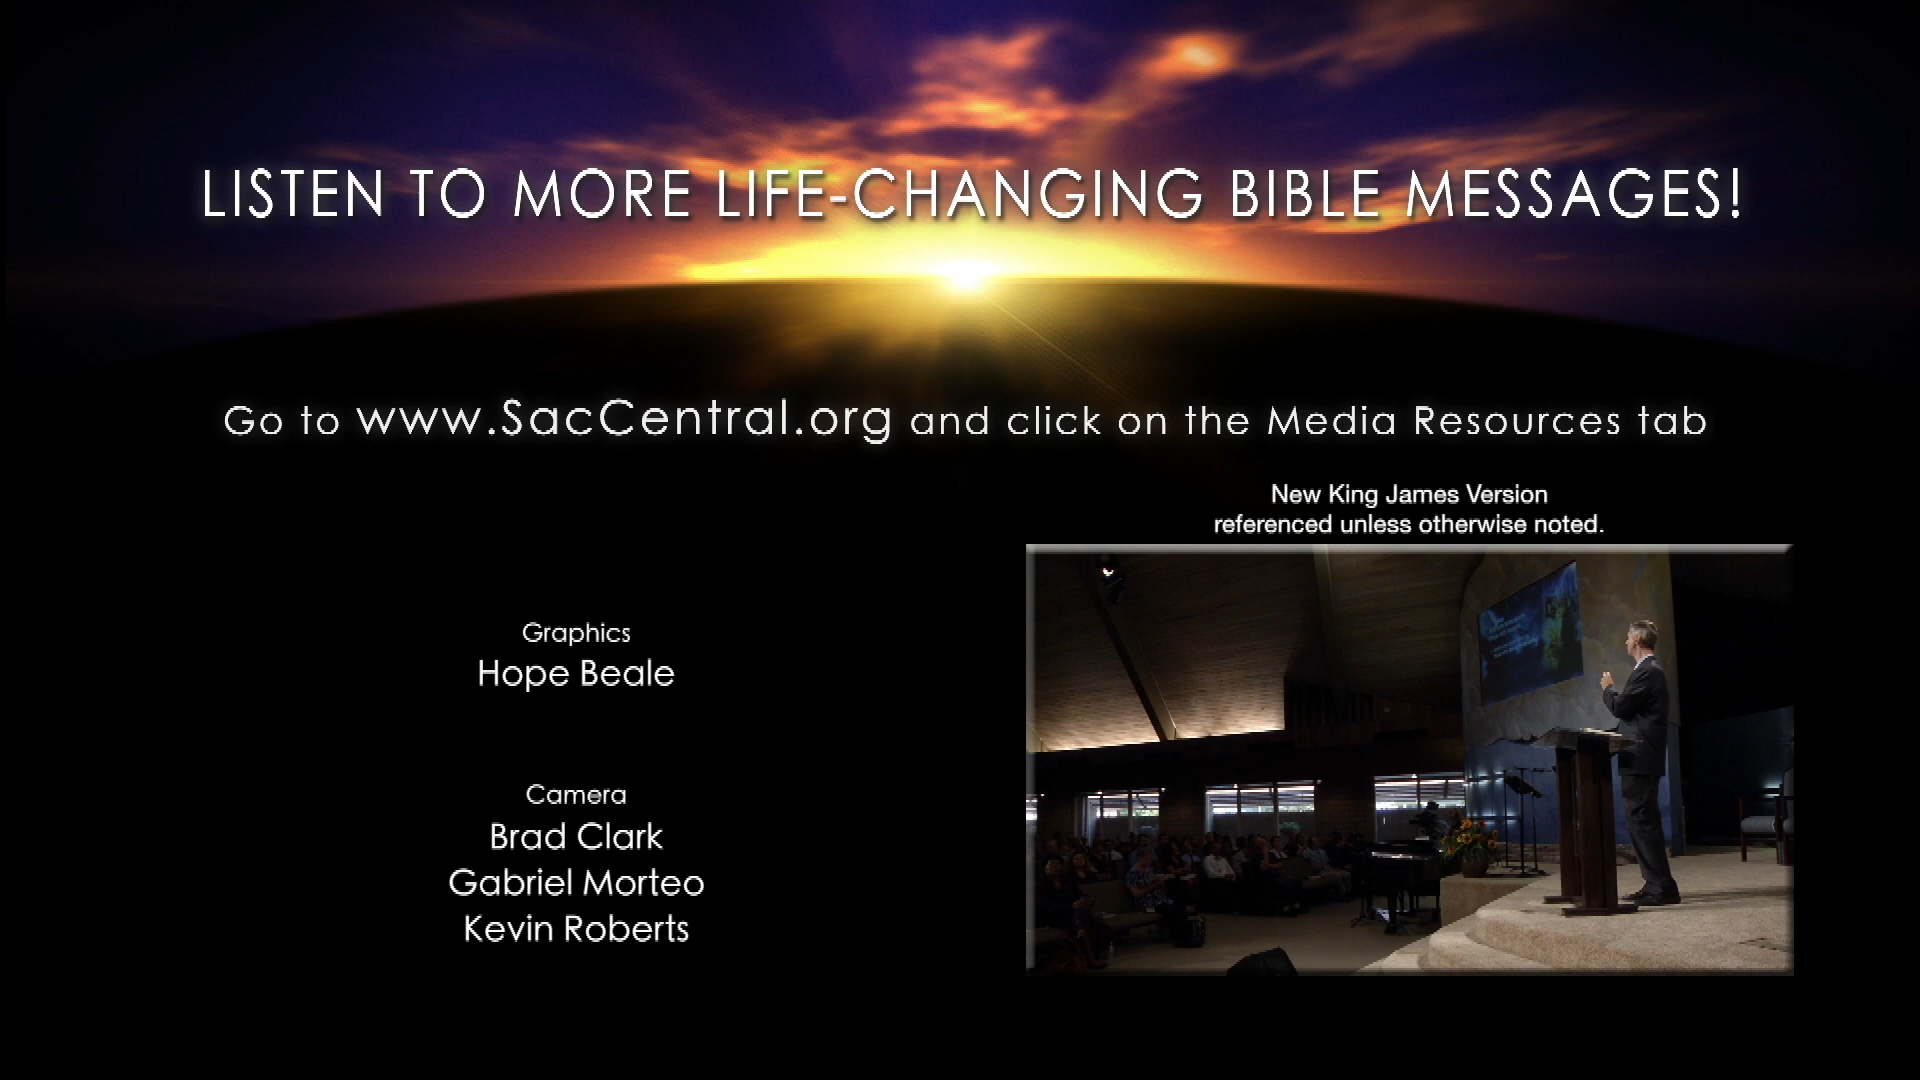 LISTEN TO MORE LIFE-CHANGING BIBLE MESSAGES!
Go to www.SacCentral.org and click on the Media Resources tab
New King James Version
referenced unless otherwise noted.
Graphics
Hope Beale
Camera
Brad Clark
Gabriel Morteo
Kevin Roberts